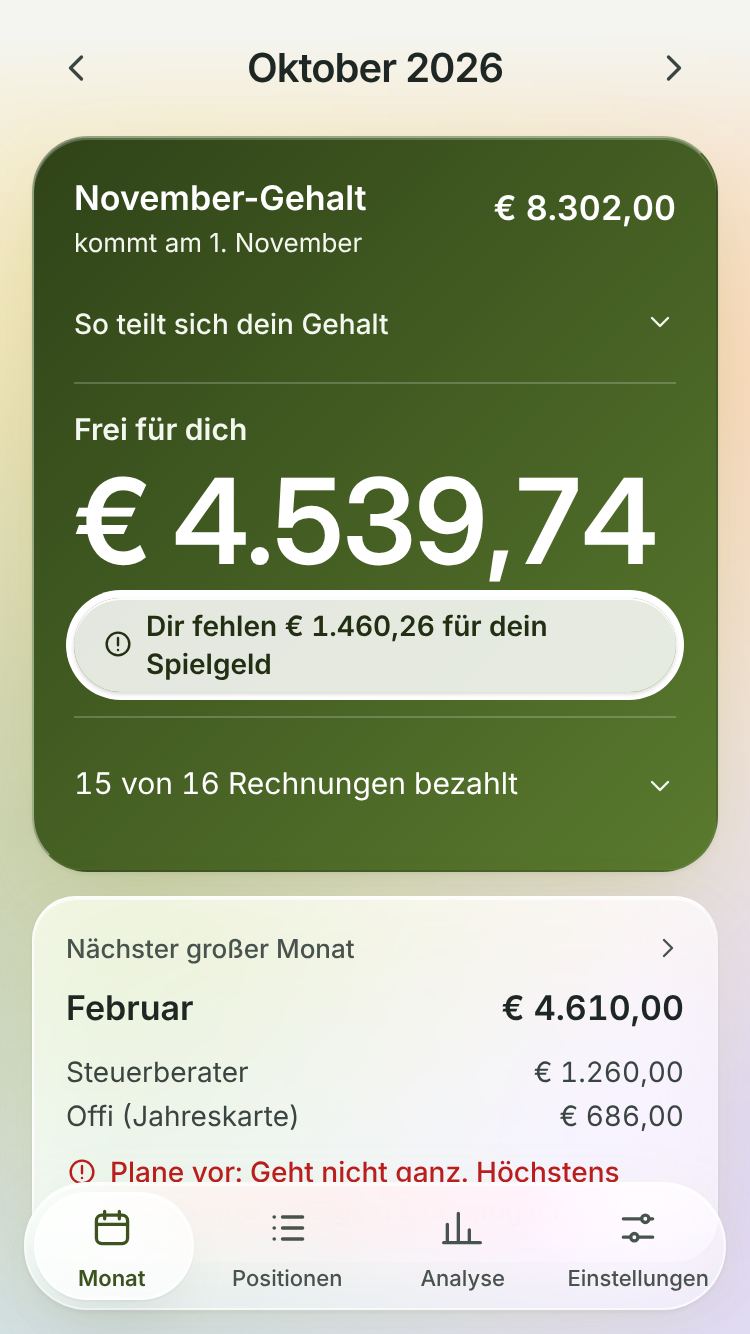 Oktober 2026
November-Gehalt
€ 8.302,00
kommt am 1. November
So teilt sich dein Gehalt
Frei für dich
€ 4.539,74
Dir fehlen € 1.460,26 für dein
Spielgeld
15 von 16 Rechnungen bezahlt
Nächster großer Monat
Februar € 4.610,00
Steuerberater € 1.260,00
Offi (Jahreskarte) € 686,00
Plane vor: Geht nicht ganz. Höchstens
Monat Positionen Analyse Einstellungen